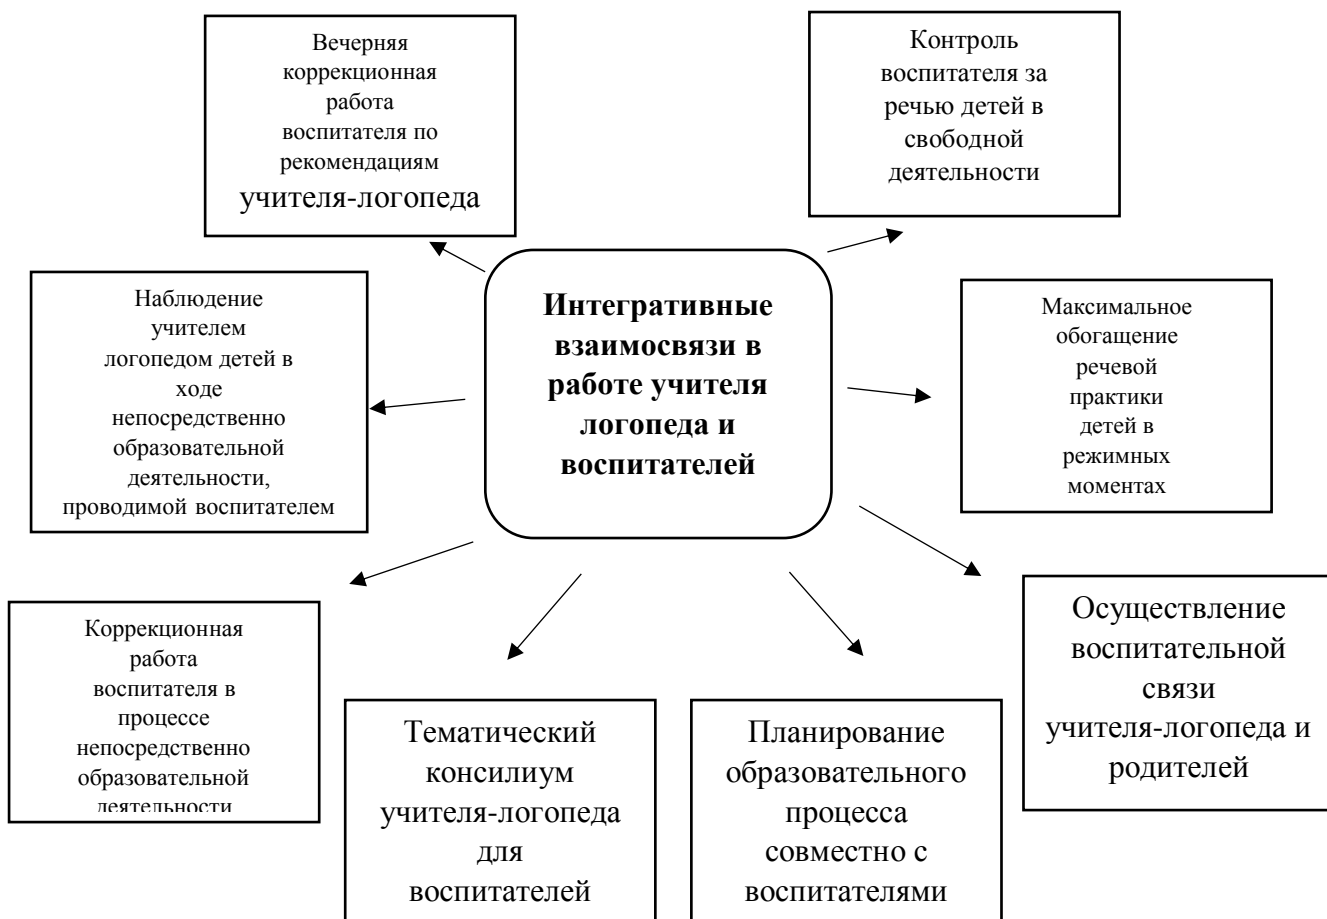 Вечерняя
коррекционная
работа
воспитателя по
рекомендациям
учителя-логопеда
Контроль
воспитателя за
речью детей в
свободной
деятельности
Интегративные
взаимосвязи в
работе учителя
логопеда и
воспитателей
Наблюдение
учителем
логопедом детей в
ходе
непосредственно
образовательной
деятельности,
проводимой воспитателем
Максимальное
обогащение
речевой
практики
детей в
режимных
моментах
Коррекционная
работа
воспитателя в
процессе
непосредственно
образовательной
деятельности
Тематический
консилиум
учителя-логопеда
для
воспитателей
Планирование
образовательного
процесса
совместно с
воспитателями
Осуществление
воспитательной
связи
учителя-логопеда и
родителей